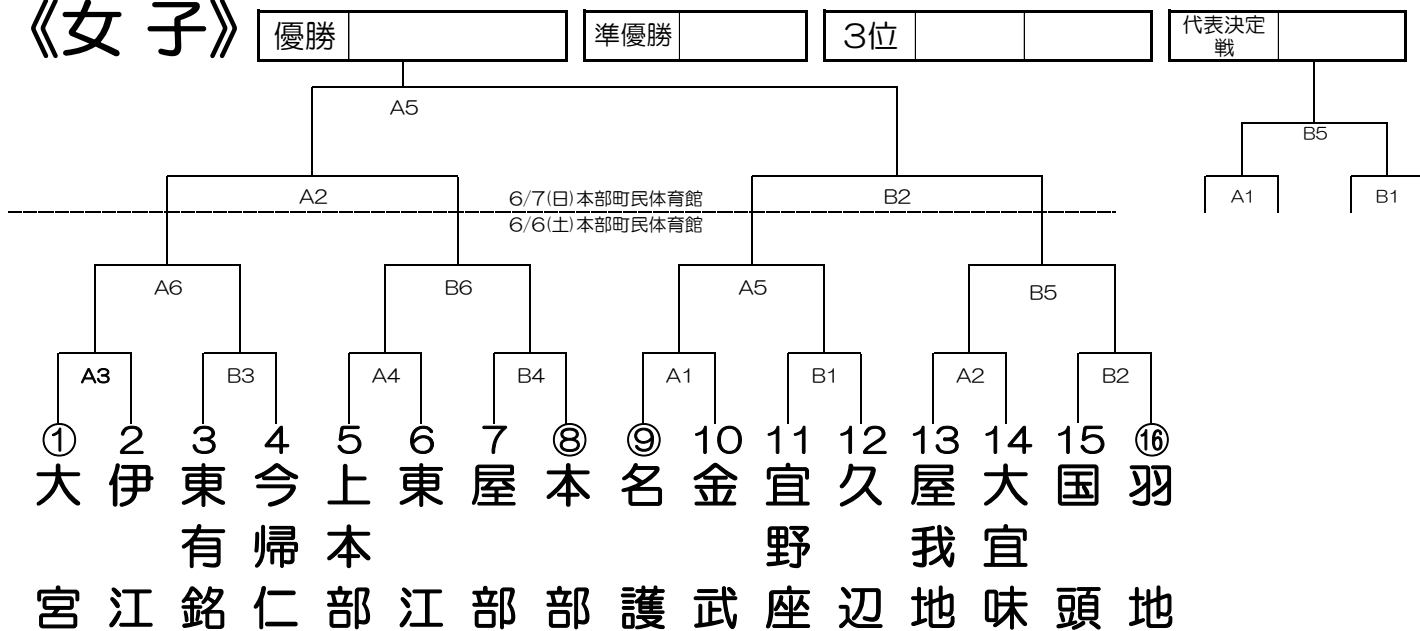 《女 子》 優勝 準優勝 3位 代表決定戦
A5 B5
A2 6/7(日)本部町民体育館 B2 A1 B1
6/6(土)本部町民体育館
A6 B6 A5 B5
A3 B3 A4 B4 A1 B1 A2 B2
① 2 3 4 5 6 7 ⑧ ⑨ 10 11 12 13 14 15 ⑯
大宮
伊江
東有銘
今帰仁
上本部
東江
屋部
本部
名護
金武
宜野座
久辺
屋我地
大宜味
国頭
羽地